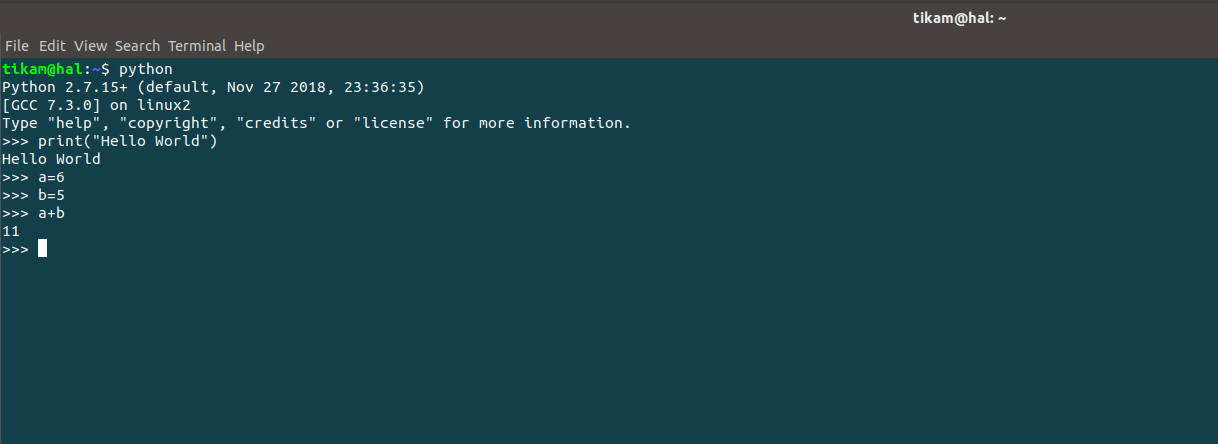 tikam@hal: ~
File Edit View Search Terminal Help
tikam@hal:~$ python
Python 2.7.15+ (default, Nov 27 2018, 23:36:35)
[GCC 7.3.0] on linux2
Type "help", "copyright", "credits" or "license" for more information.
>>> print("Hello World")
Hello World
>>> a=6
>>> b=5
>>> a+b
11
>>>